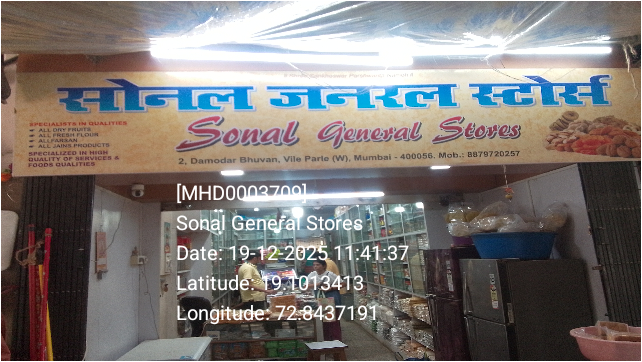 सोनल जनरल स्टोर्स
Sonal General Stores
SPECIALISTS IN QUALITIES
ALL DRY FRUITS
ALL FRESH FLOUR
ALL FARSAN
ALL JAINS PRODUCTS
SPECIALIZED IN HIGH
QUALITY OF SERVICES &
FOODS QUALITIES
2, Damodar Bhuvan, Vile Parle (W), Mumbai - 400056. Mob.: 8879720257
[MHD0003709]
Sonal General Stores
Date: 19-12-2025 11:41:37
Latitude: 19.1013413
Longitude: 72.8437191